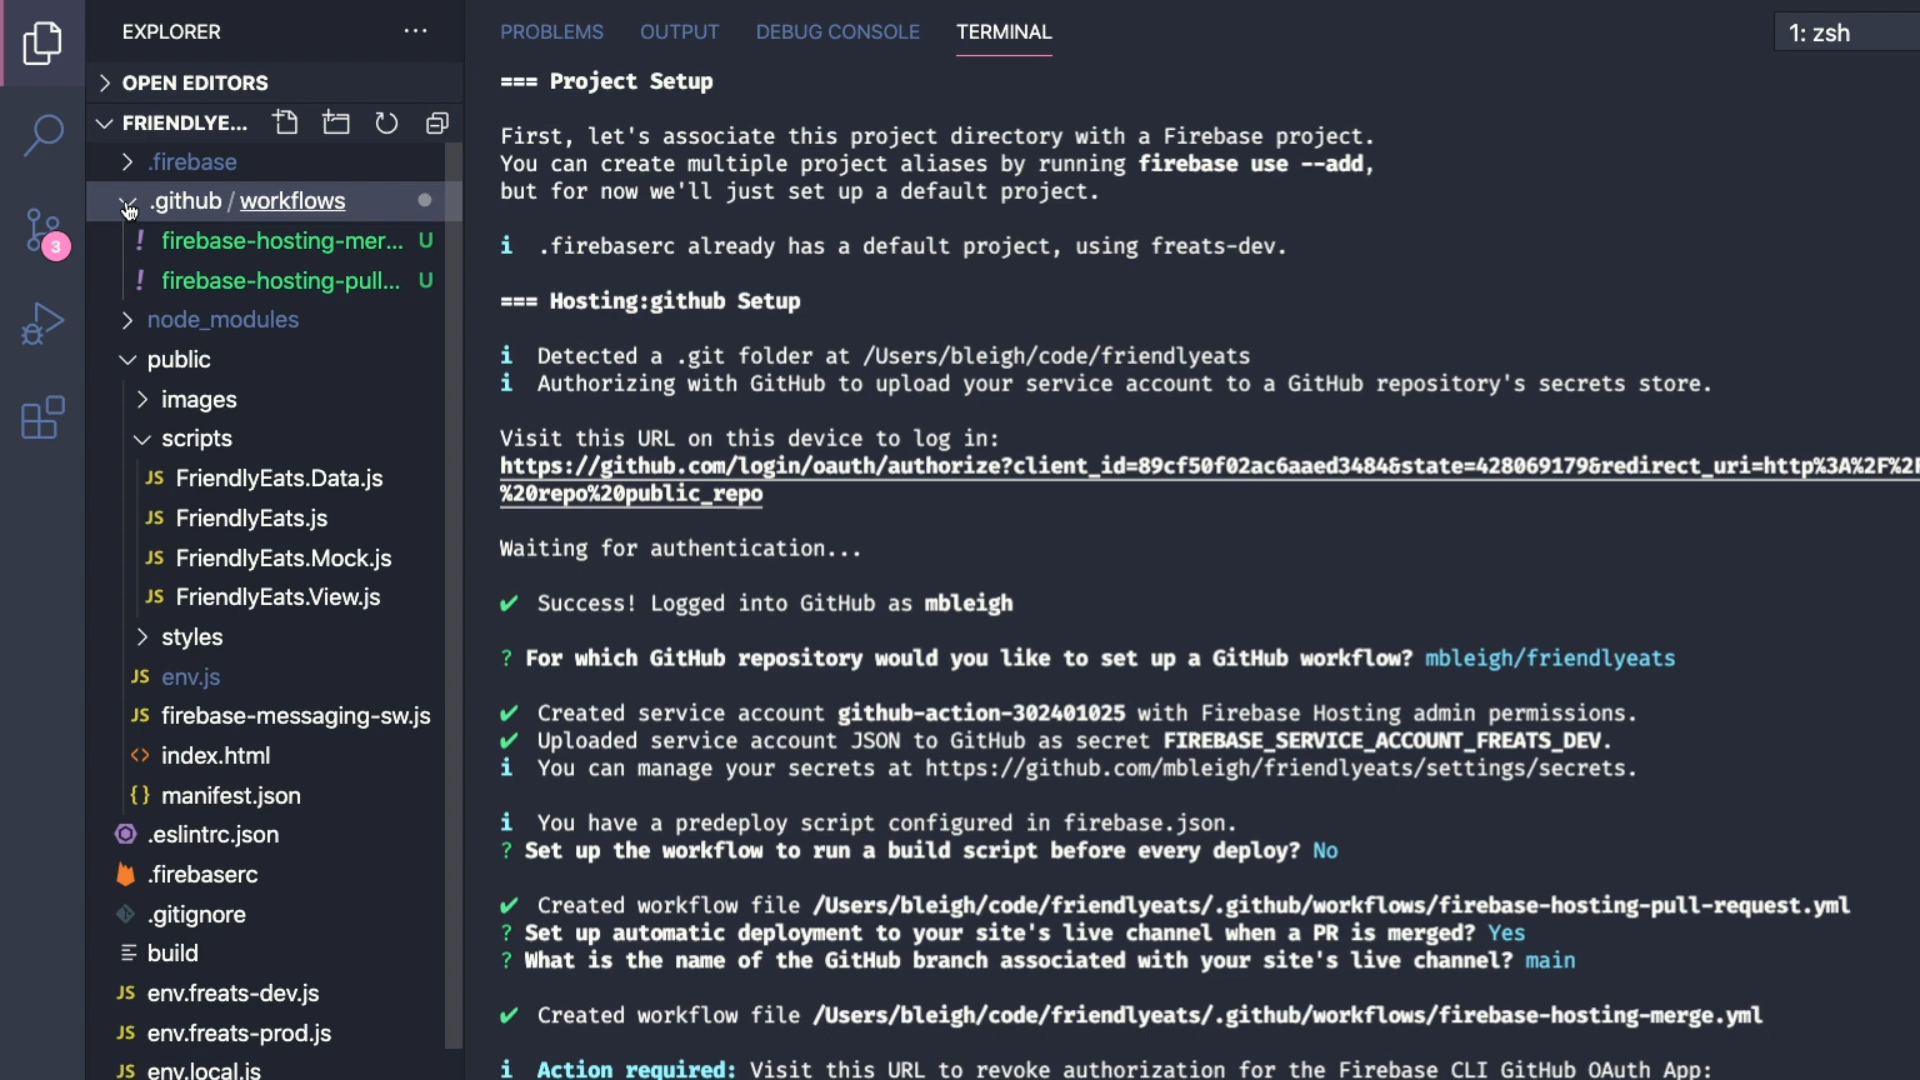 EXPLORER
OPEN EDITORS
FRIENDLYE...
.firebase
.github / workflows
! firebase-hosting-mer... U
! firebase-hosting-pull... U
node_modules
public
images
scripts
JS FriendlyEats.Data.js
JS FriendlyEats.js
JS FriendlyEats.Mock.js
JS FriendlyEats.View.js
styles
JS env.js
JS firebase-messaging-sw.js
<> index.html
{} manifest.json
.eslintrc.json
.firebaserc
.gitignore
build
JS env.freats-dev.js
JS env.freats-prod.js
JS env.local.js
3
PROBLEMS OUTPUT DEBUG CONSOLE TERMINAL
1: zsh
=== Project Setup
First, let's associate this project directory with a Firebase project.
You can create multiple project aliases by running firebase use --add,
but for now we'll just set up a default project.
i .firebaserc already has a default project, using freats-dev.
=== Hosting:github Setup
i Detected a .git folder at /Users/bleigh/code/friendlyeats
i Authorizing with GitHub to upload your service account to a GitHub repository's secrets store.
Visit this URL on this device to log in:
https://github.com/login/oauth/authorize?client_id=89cf50f02ac6aaed3484&state=428069179&redirect_uri=http%3A%2F%2F
%20repo%20public_repo
Waiting for authentication...
✔ Success! Logged into GitHub as mbleigh
? For which GitHub repository would you like to set up a GitHub workflow? mbleigh/friendlyeats
✔ Created service account github-action-302401025 with Firebase Hosting admin permissions.
✔ Uploaded service account JSON to GitHub as secret FIREBASE_SERVICE_ACCOUNT_FREATS_DEV.
i You can manage your secrets at https://github.com/mbleigh/friendlyeats/settings/secrets.
i You have a predeploy script configured in firebase.json.
? Set up the workflow to run a build script before every deploy? No
✔ Created workflow file /Users/bleigh/code/friendlyeats/.github/workflows/firebase-hosting-pull-request.yml
? Set up automatic deployment to your site's live channel when a PR is merged? Yes
? What is the name of the GitHub branch associated with your site's live channel? main
✔ Created workflow file /Users/bleigh/code/friendlyeats/.github/workflows/firebase-hosting-merge.yml
i Action required: Visit this URL to revoke authorization for the Firebase CLI GitHub OAuth App: